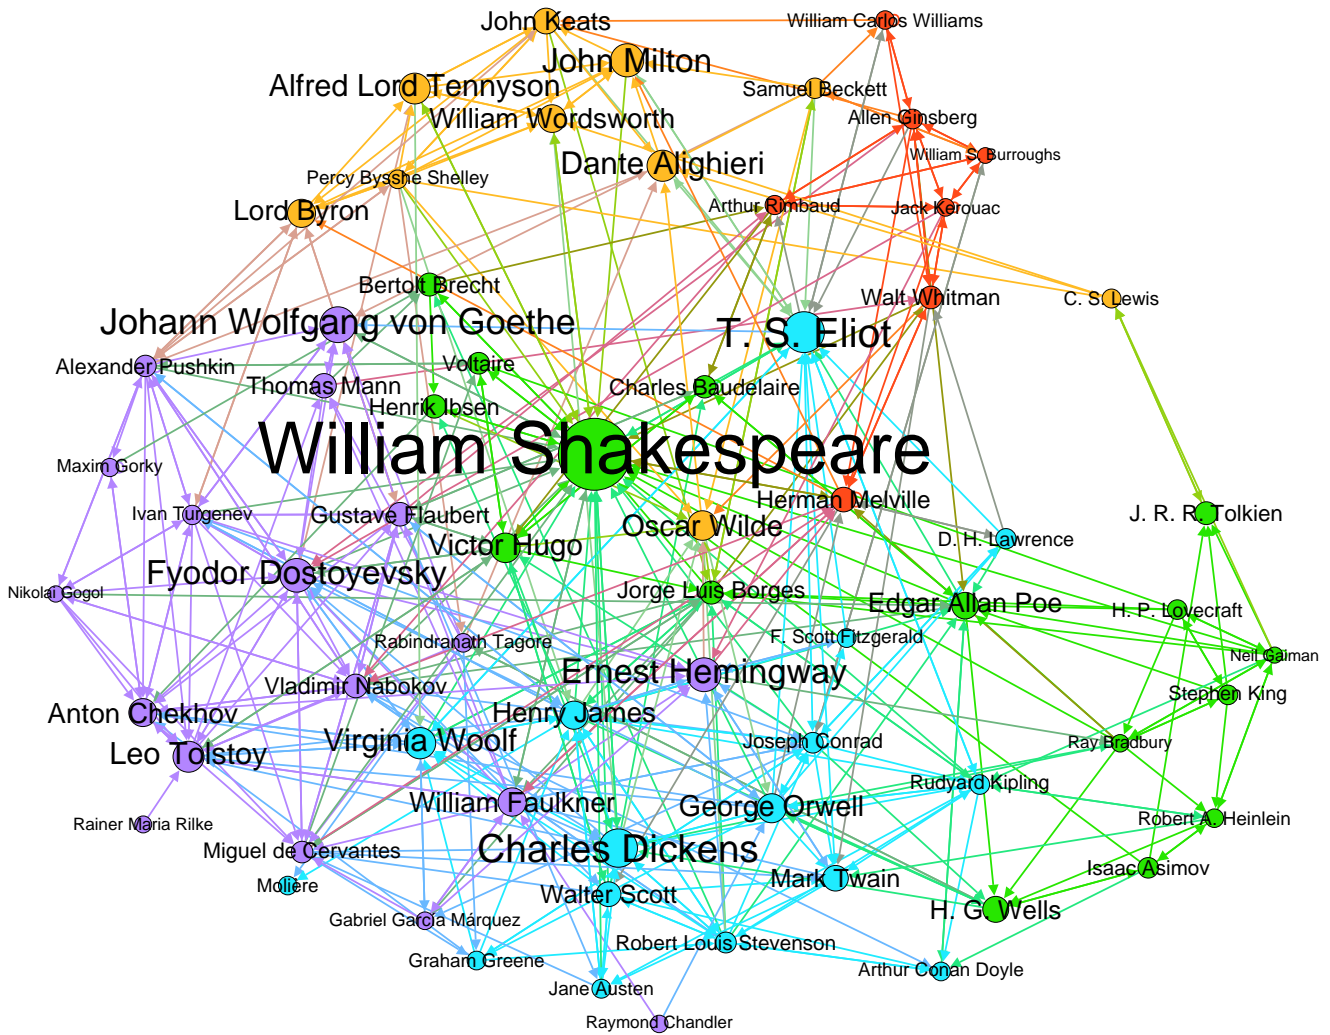 John Keats
William Carlos Williams
John Milton
Alfred Lord Tennyson
Samuel Beckett
William Wordsworth
Allen Ginsberg
William S. Burroughs
Dante Alighieri
Percy Bysshe Shelley
Lord Byron
Arthur Rimbaud
Jack Kerouac
Bertolt Brecht
Walt Whitman
C. S. Lewis
Johann Wolfgang von Goethe
T. S. Eliot
Alexander Pushkin
Voltaire
Thomas Mann
Charles Baudelaire
Henrik Ibsen
William Shakespeare
Maxim Gorky
Herman Melville
Ivan Turgenev
Gustave Flaubert
Oscar Wilde
J. R. R. Tolkien
Victor Hugo
D. H. Lawrence
Fyodor Dostoyevsky
Nikolai Gogol
Jorge Luis Borges
Edgar Allan Poe
H. P. Lovecraft
Rabindranath Tagore
F. Scott Fitzgerald
Neil Gaiman
Ernest Hemingway
Vladimir Nabokov
Stephen King
Anton Chekhov
Henry James
Virginia Woolf
Joseph Conrad
Ray Bradbury
Leo Tolstoy
Rudyard Kipling
William Faulkner
George Orwell
Rainer Maria Rilke
Robert A. Heinlein
Miguel de Cervantes
Charles Dickens
Isaac Asimov
Molière
Walter Scott
Mark Twain
Gabriel García Márquez
H. G. Wells
Robert Louis Stevenson
Graham Greene
Arthur Conan Doyle
Jane Austen
Raymond Chandler